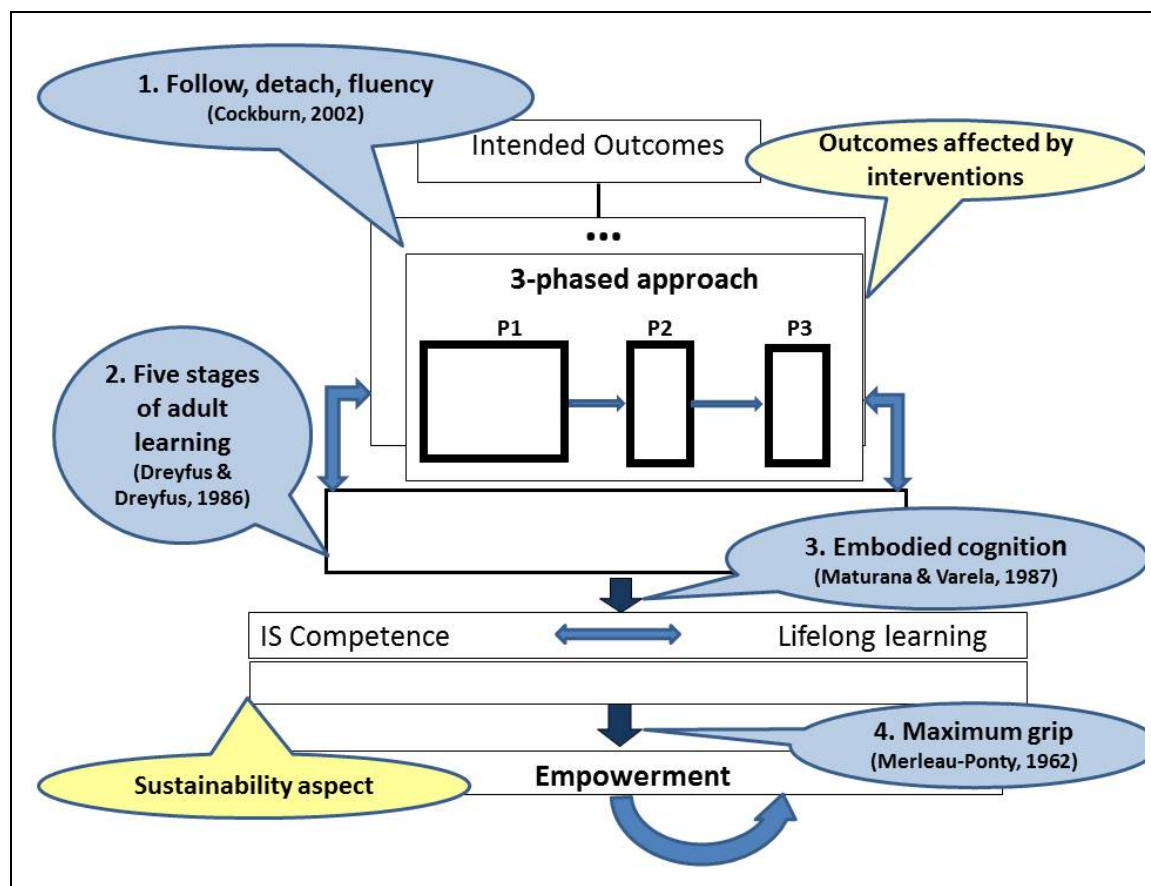 1. Follow, detach, fluency
(Cockburn, 2002)
Intended Outcomes
Outcomes affected by
interventions
...
3-phased approach
P1
P2
P3
2. Five stages
of adult
learning
(Dreyfus &
Dreyfus, 1986)
3. Embodied cognition
(Maturana & Varela, 1987)
IS Competence
Lifelong learning
4. Maximum grip
(Merleau-Ponty, 1962)
Sustainability aspect
Empowerment